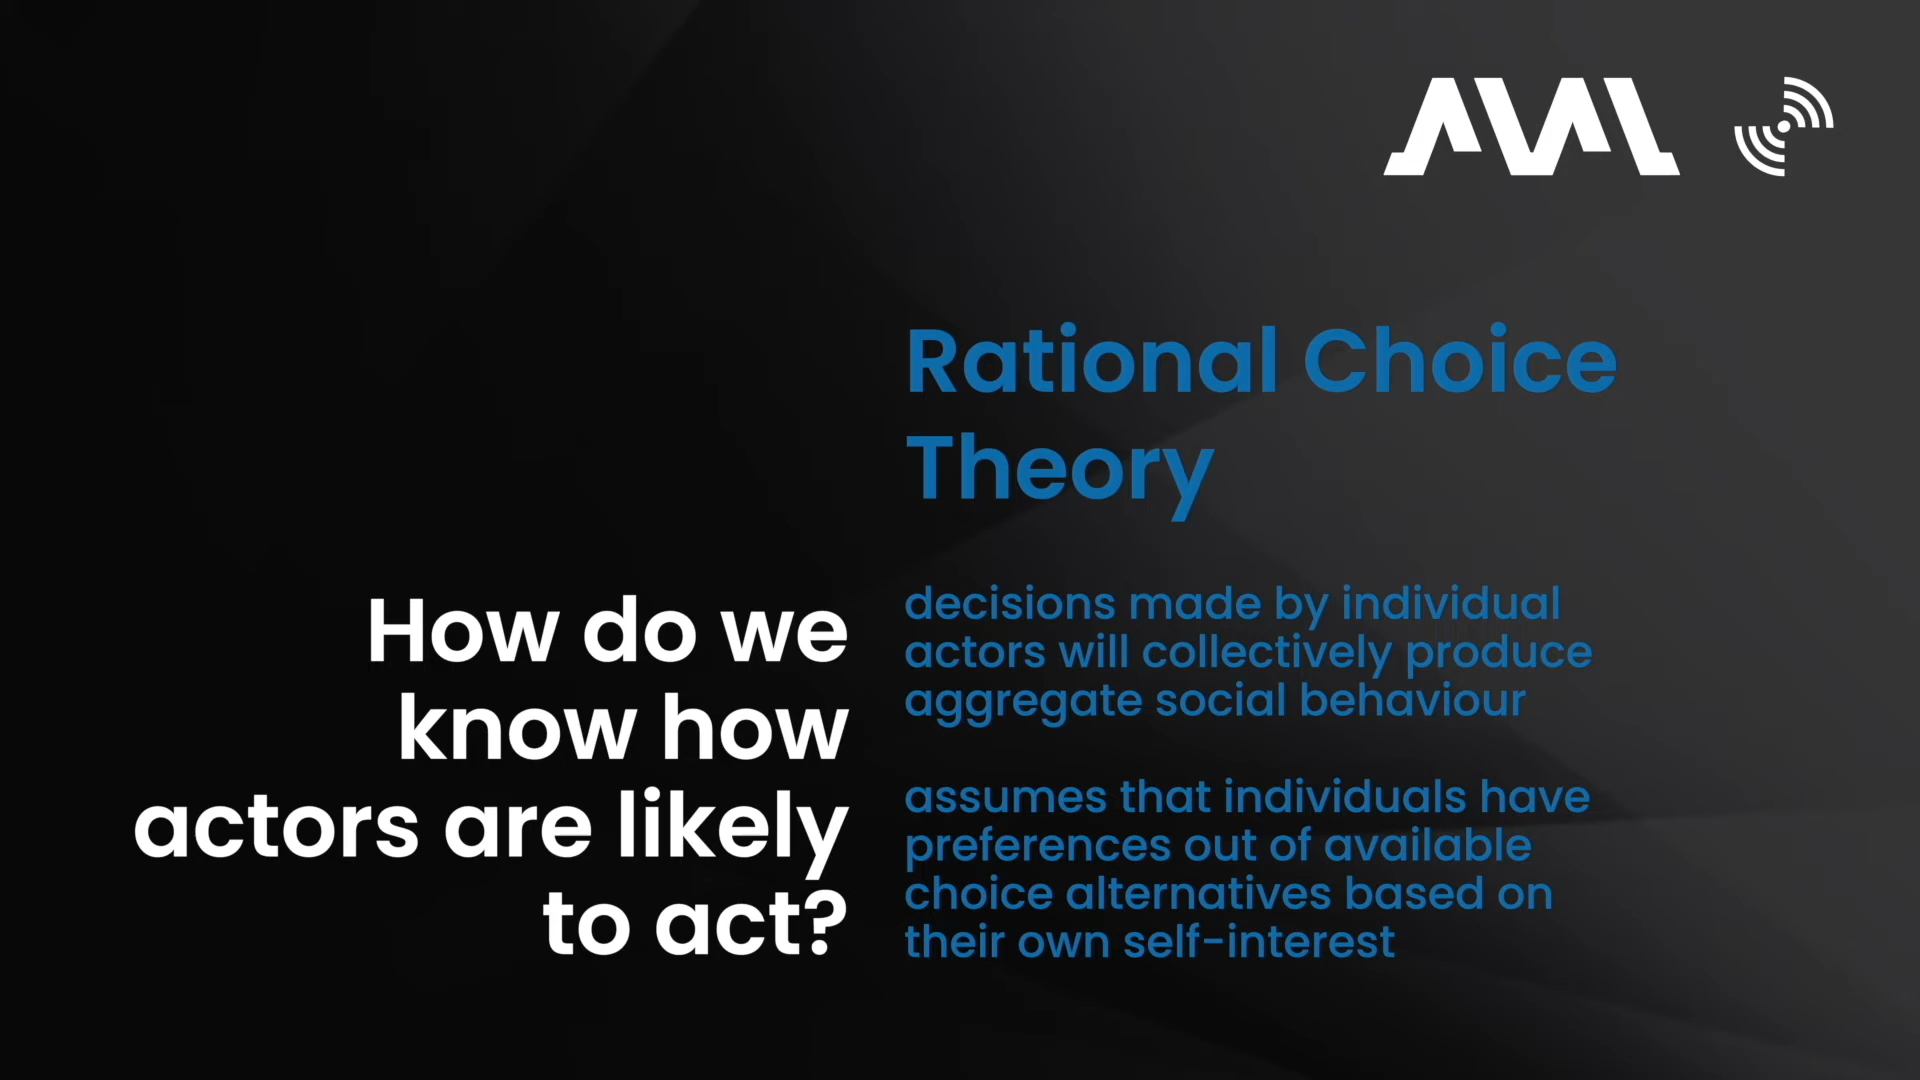 Rational Choice
Theory
How do we
know how
actors are likely
to act?
decisions made by individual
actors will collectively produce
aggregate social behaviour
assumes that individuals have
preferences out of available
choice alternatives based on
their own self-interest